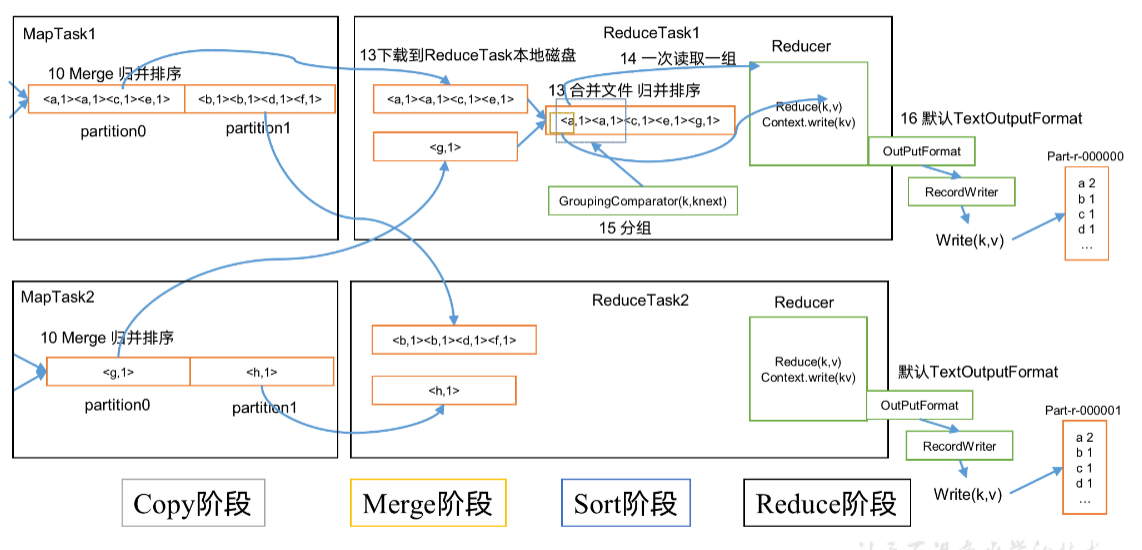 MapTask1
10 Merge 归并排序
<a,1><a,1><c,1><e,1>
<b,1><b,1><d,1><f,1>
partition0
partition1
ReduceTask1
Reducer
13下载到ReduceTask本地磁盘
14 一次读取一组
<a,1><a,1><c,1><e,1>
13 合并文件 归并排序
<a,1><a,1><c,1><e,1><g,1>
<g,1>
Reduce(k,v)
Context.write(kv)
GroupingComparator(k,knext)
15 分组
16 默认TextOutputFormat
OutPutFormat
RecordWriter
Write(k,v)
Part-r-000000
a 2
b 1
c 1
d 1
...
MapTask2
10 Merge 归并排序
<g,1>
<h,1>
partition0
partition1
ReduceTask2
Reducer
<b,1><b,1><d,1><f,1>
<h,1>
Reduce(k,v)
Context.write(kv)
默认TextOutputFormat
OutPutFormat
RecordWriter
Write(k,v)
Part-r-000001
a 2
b 1
c 1
d 1
...
Copy阶段
Merge阶段
Sort阶段
Reduce阶段